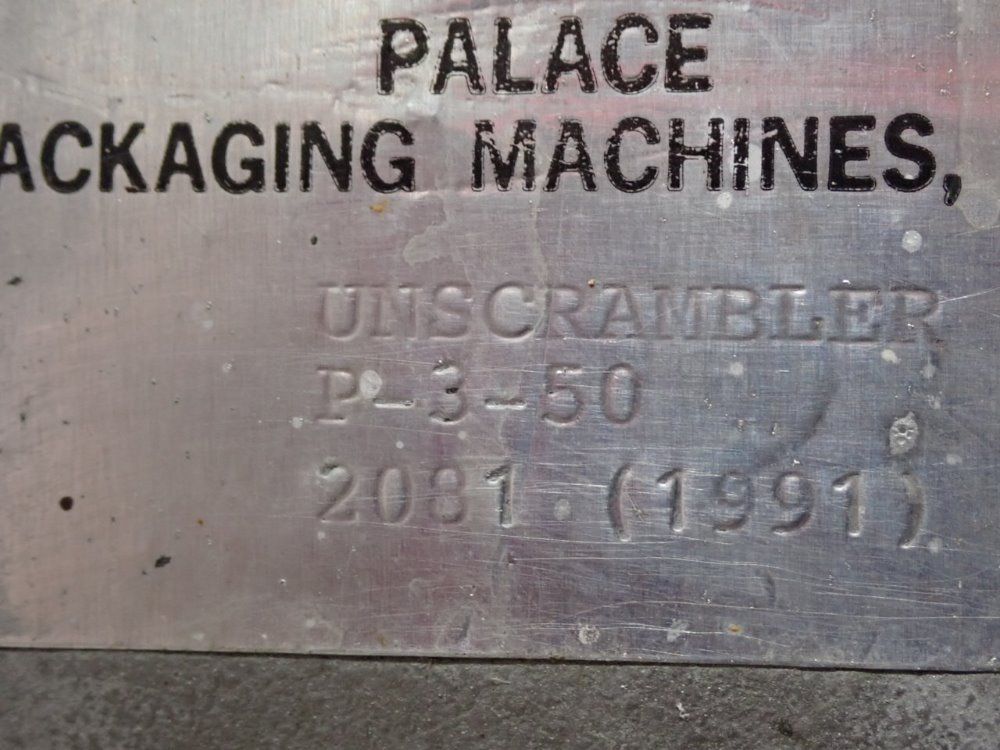 PALACE
ACKAGING MACHINES,
UNSCRAMBLER
P-3-50
2081 (1991)